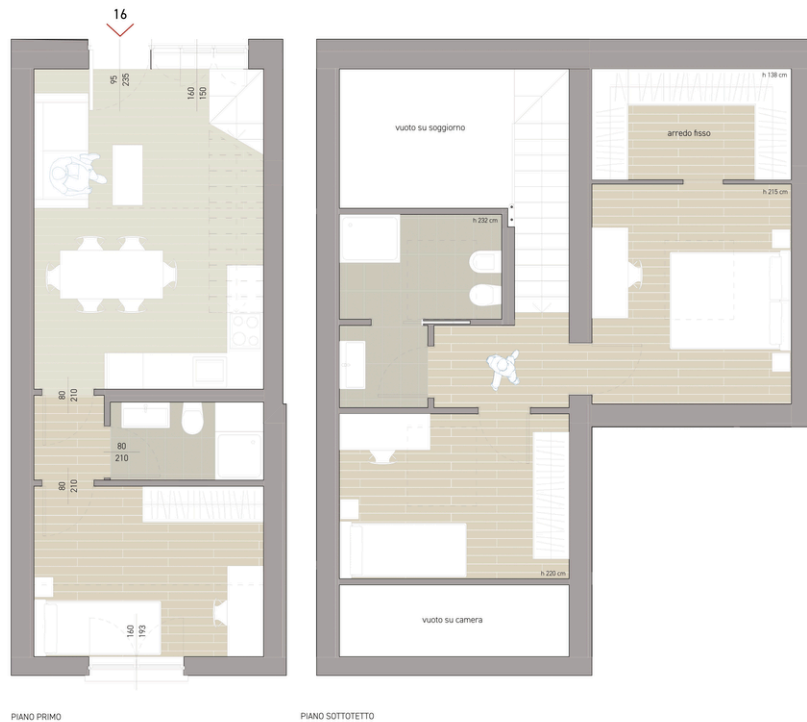 16
95
235
160
150
h 138 cm
vuoto su soggiorno
arredo fisso
h 215 cm
h 232 cm
80
210
80
210
80
210
h 220 cm
160
193
vuoto su camera
PIANO PRIMO
PIANO SOTTOTETTO